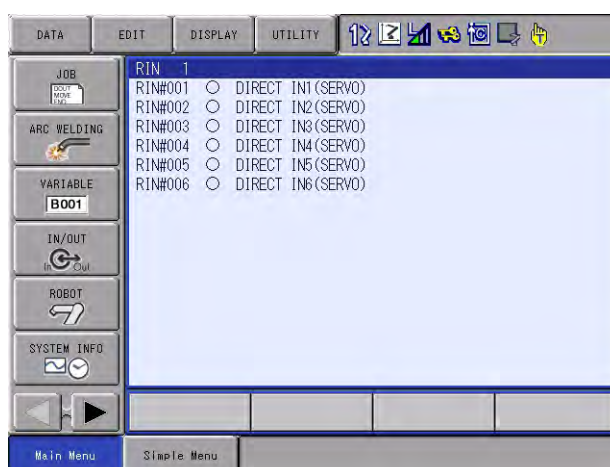 DATA
EDIT
DISPLAY
UTILITY
JOB
DOUT
MOVE
END
ARC WELDING
VARIABLE
B001
IN/OUT
In
Out
ROBOT
SYSTEM INFO
RIN 1
RIN#001 ○ DIRECT IN1(SERVO)
RIN#002 ○ DIRECT IN2(SERVO)
RIN#003 ○ DIRECT IN3(SERVO)
RIN#004 ○ DIRECT IN4(SERVO)
RIN#005 ○ DIRECT IN5(SERVO)
RIN#006 ○ DIRECT IN6(SERVO)
Main Menu
Simple Menu